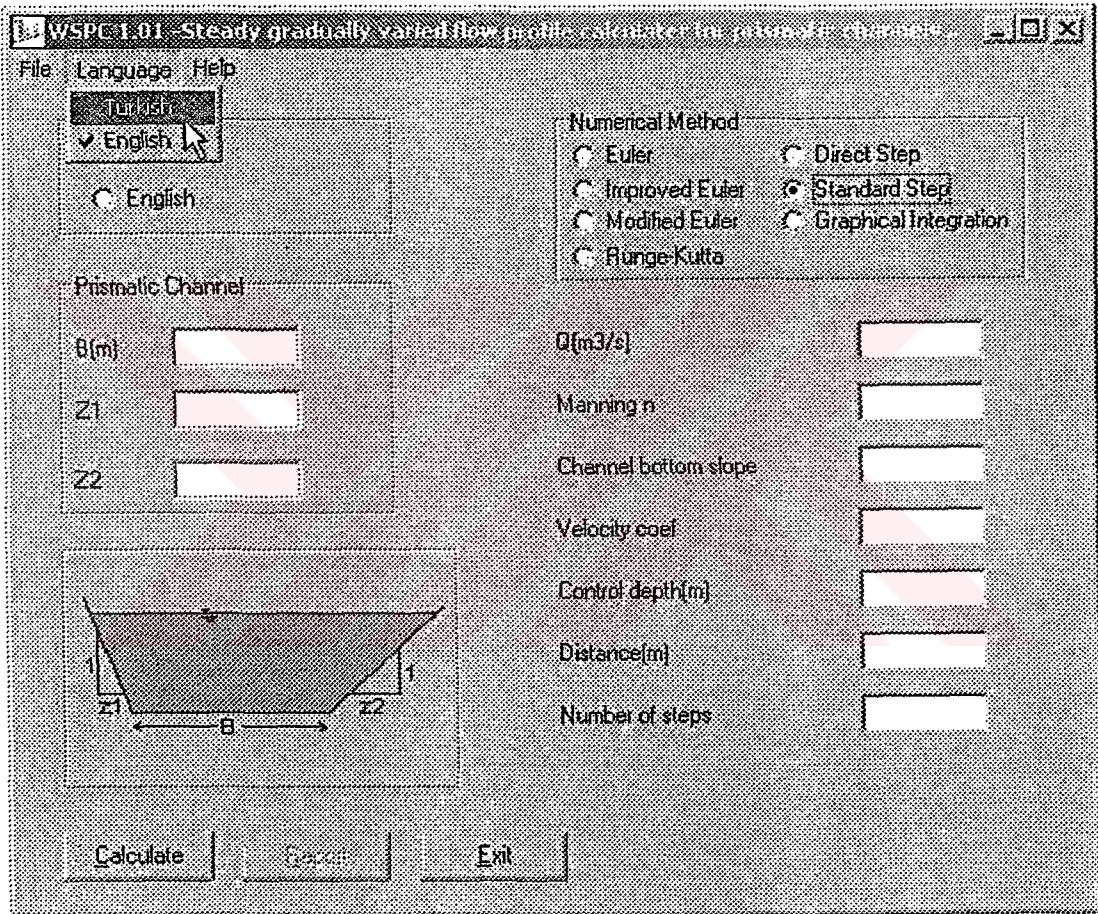 WSPC 1.01 -Steady gradually varied flow profile calculater for prismatic channels
File Language Help
Turkish
English
English
Numerical Method
Euler
Improved Euler
Modified Euler
Runge-Kutta
Direct Step
Standard Step
Graphical Integration
Prismatic Channel
B(m)
Z1
Z2
Q(m3/s)
Manning n
Channel bottom slope
Velocity coef
Control depth(m)
Distance(m)
Number of steps
1
z1
B
z2
1
Calculate
Report
Exit